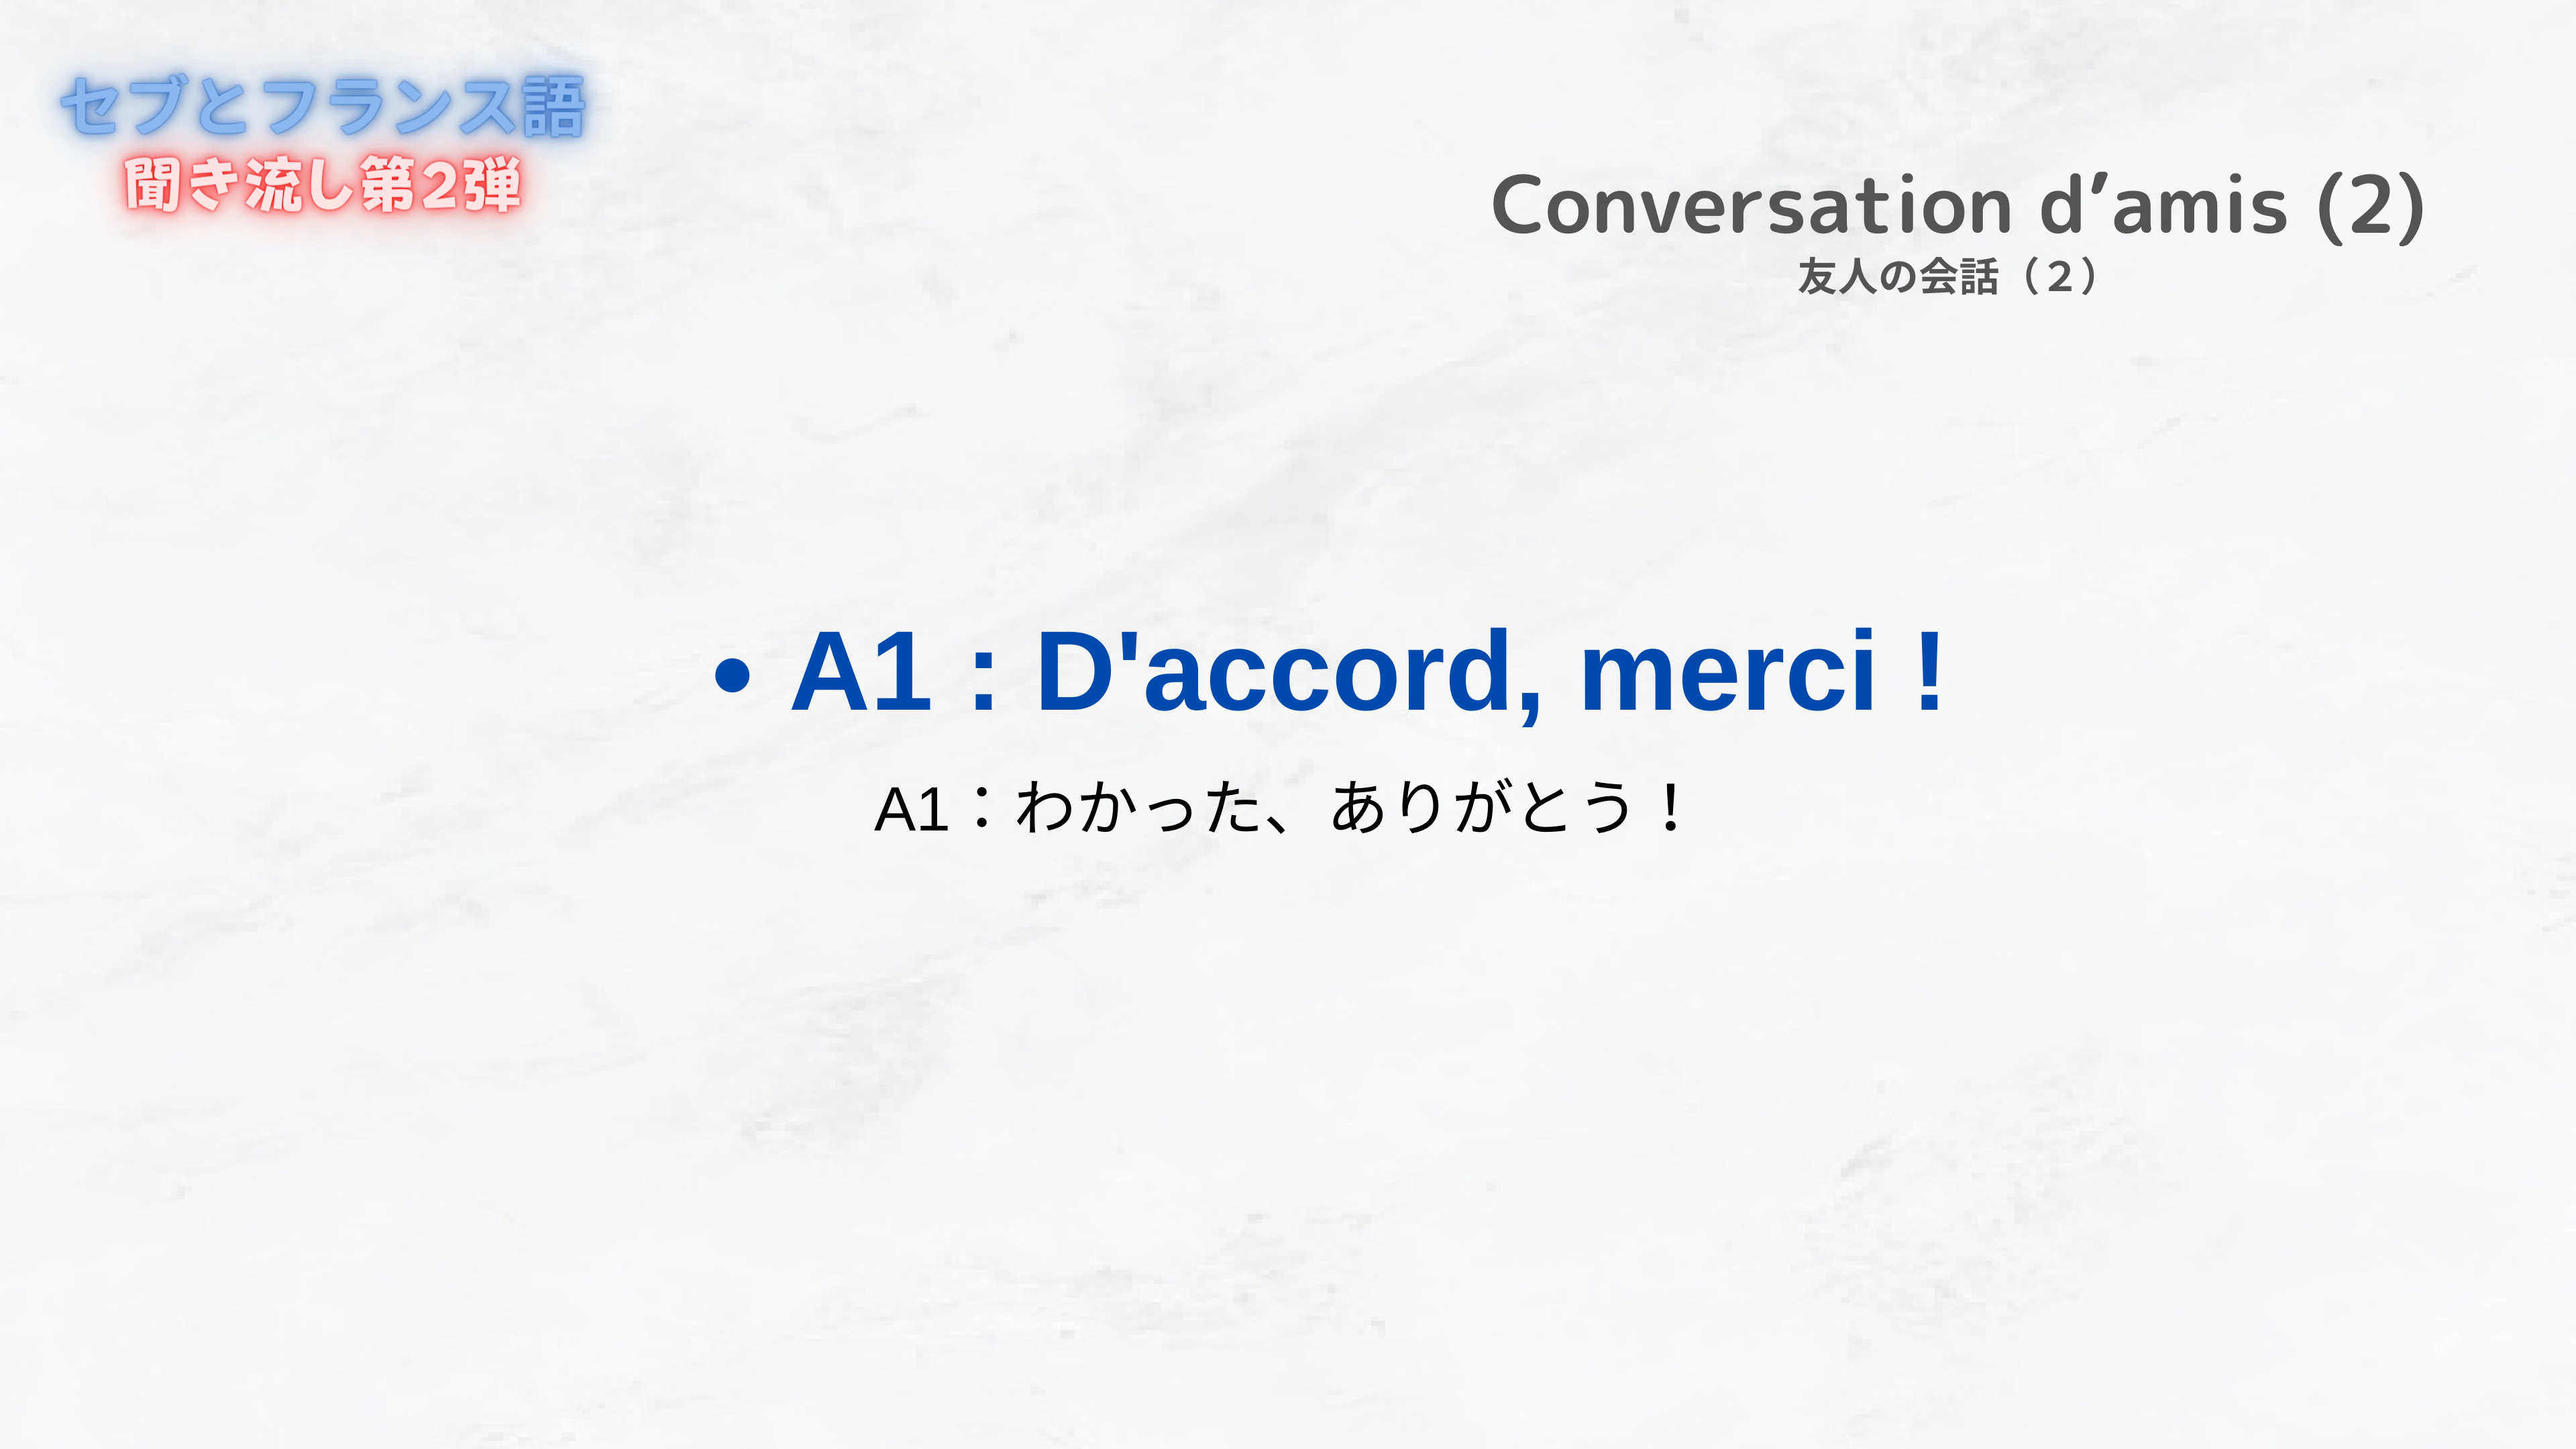 セブとフランス語
聞き流し第2弾
Conversation d’amis (2)
友人の会話（２）
• A1 : D'accord, merci !
A1：わかった、ありがとう！